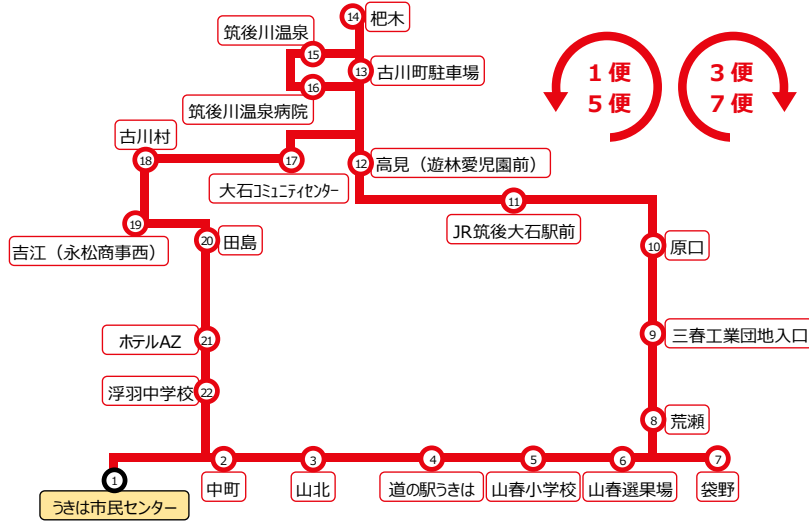 14 杷木
筑後川温泉
15
13 古川町駐車場
16
筑後川温泉病院
1便
5便
3便
7便
古川村
18
17
12 高見（遊林愛児園前）
大石コミュニティセンター
11
JR筑後大石駅前
19
吉江（永松商事西）
20 田島
10 原口
ホテルAZ 21
9 三春工業団地入口
浮羽中学校 22
8 荒瀬
1
うきは市民センター
2
中町
3
山北
4
道の駅うきは
5
山春小学校
6
山春選果場
7
袋野